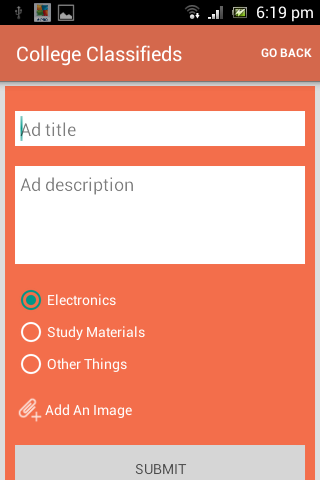 6:19 pm
College Classifieds
GO BACK
Ad title
Ad description
Electronics
Study Materials
Other Things
Add An Image
SUBMIT